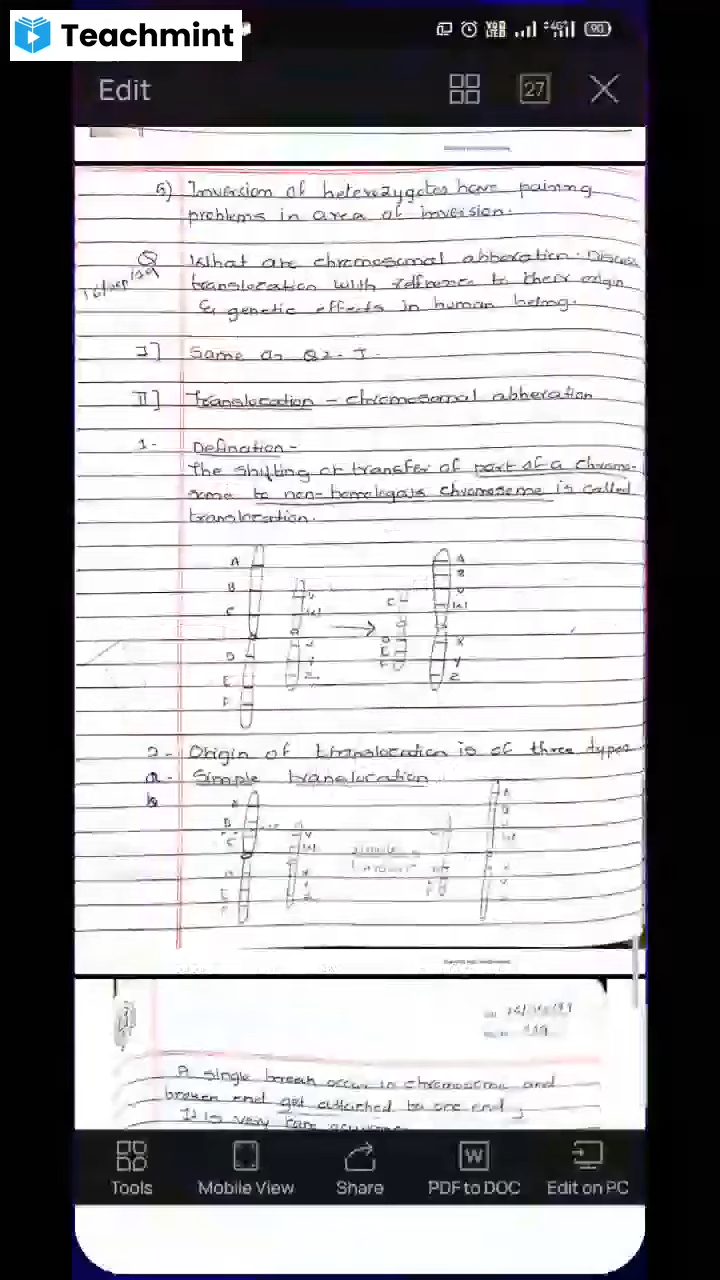 Teachmint
Edit
27
5) Inversion of heterozygotes have pairing
problems in area of inversion.
Q What are chromosomal abberation. Discuss
translocation with refference to their origin
& genetic effects in human being.
I] Same as Q2. I.
II] Translocation - chromosomal abberation
1- Defination -
The shifting or transfer of part of a chromo-
some to non-homologous chromosome is called
translocation.
A
B
C
D
E
F
V
W
X
Y
Z
C
D
E
F
A
B
V
W
X
Y
Z
2- Origin of translocation is of three types
a- Simple translocation
b
A
B
C
D
E
F
V
W
X
Y
Z
A single break occur in chromosome and
broken end get attached to one end,
It is very rare
Tools
Mobile View
Share
PDF to DOC
Edit on PC